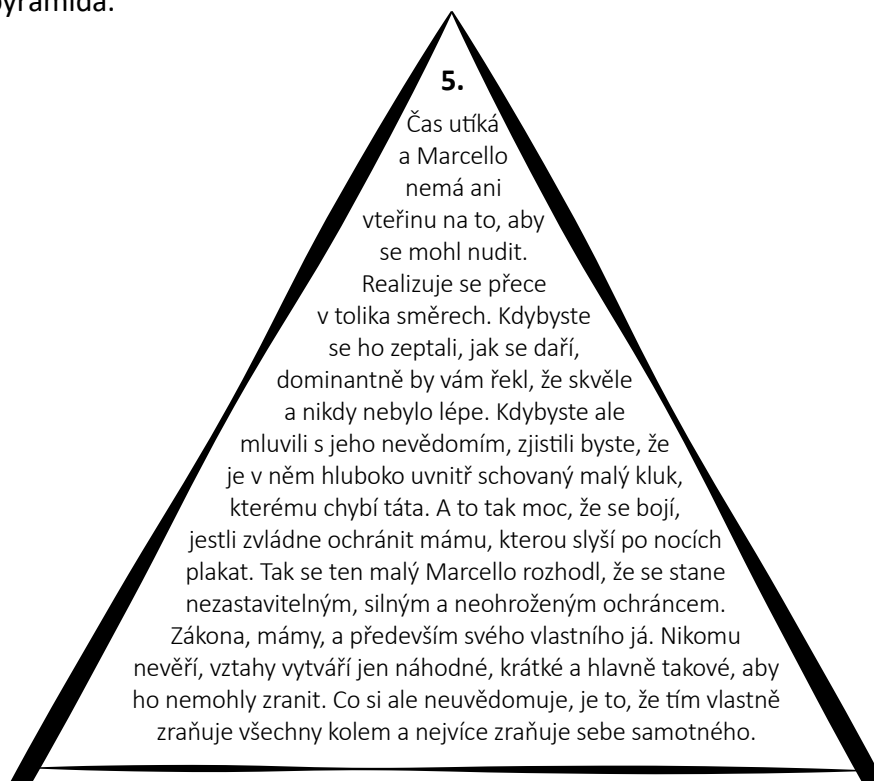 pyramida.
5.
Čas utíká
a Marcello
nemá ani
vteřinu na to, aby
se mohl nudit.
Realizuje se přece
v tolika směrech. Kdybyste
se ho zeptali, jak se daří,
dominantně by vám řekl, že skvěle
a nikdy nebylo lépe. Kdybyste ale
mluvili s jeho nevědomím, zjistili byste, že
je v něm hluboko uvnitř schovaný malý kluk,
kterému chybí táta. A to tak moc, že se bojí,
jestli zvládne ochránit mámu, kterou slyší po nocích
plakat. Tak se ten malý Marcello rozhodl, že se stane
nezastavitelným, silným a neohroženým ochráncem.
Zákona, mámy, a především svého vlastního já. Nikomu
nevěří, vztahy vytváří jen náhodné, krátké a hlavně takové, aby
ho nemohly zranit. Co si ale neuvědomuje, je to, že tím vlastně
zraňuje všechny kolem a nejvíce zraňuje sebe samotného.